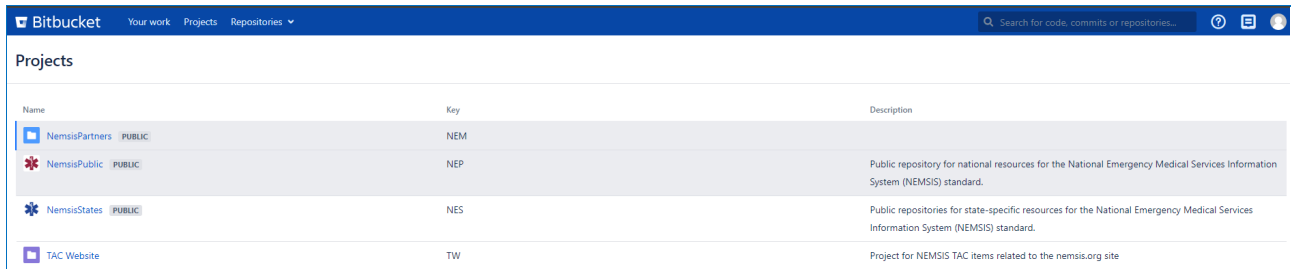 Bitbucket Your work Projects Repositories Search for code, commits or repositories...
Projects
Name Key Description
NemsisPartners PUBLIC NEM
NemsisPublic PUBLIC NEP Public repository for national resources for the National Emergency Medical Services Information
System (NEMSIS) standard.
NemsisStates PUBLIC NES Public repositories for state-specific resources for the National Emergency Medical Services
Information System (NEMSIS) standard.
TAC Website TW Project for NEMSIS TAC items related to the nemsis.org site